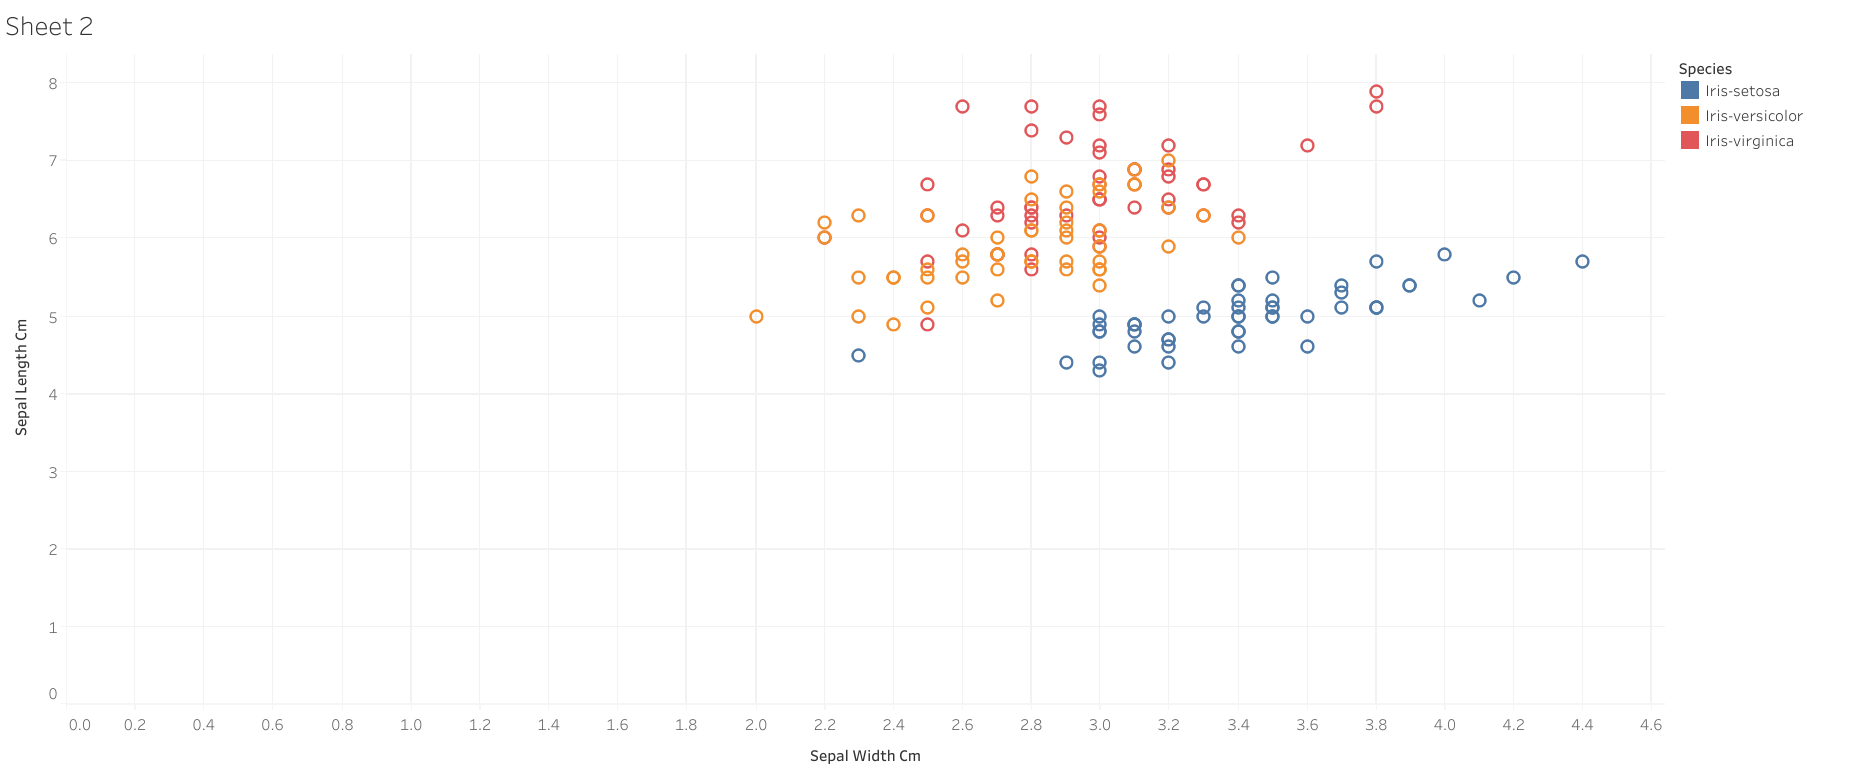 Sheet 2
Species
Iris-setosa
Iris-versicolor
Iris-virginica
8
7
6
5
4
3
2
1
0
Sepal Length Cm
0.0 0.2 0.4 0.6 0.8 1.0 1.2 1.4 1.6 1.8 2.0 2.2 2.4 2.6 2.8 3.0 3.2 3.4 3.6 3.8 4.0 4.2 4.4 4.6
Sepal Width Cm